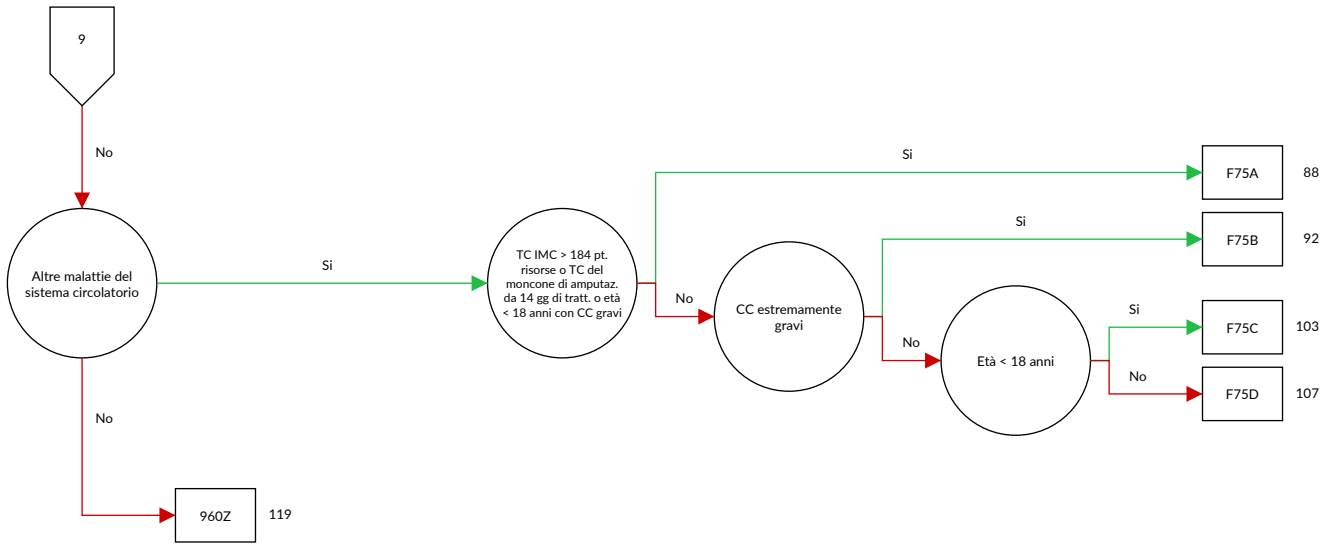 9
No
Altre malattie del
sistema circolatorio
Si
TC IMC > 184 pt.
risorse o TC del
moncone di amputaz.
da 14 gg di tratt. o età
< 18 anni con CC gravi
Si
F75A
88
No
CC estremamente
gravi
Si
F75B
92
No
Età < 18 anni
Si
F75C
103
No
F75D
107
No
960Z
119